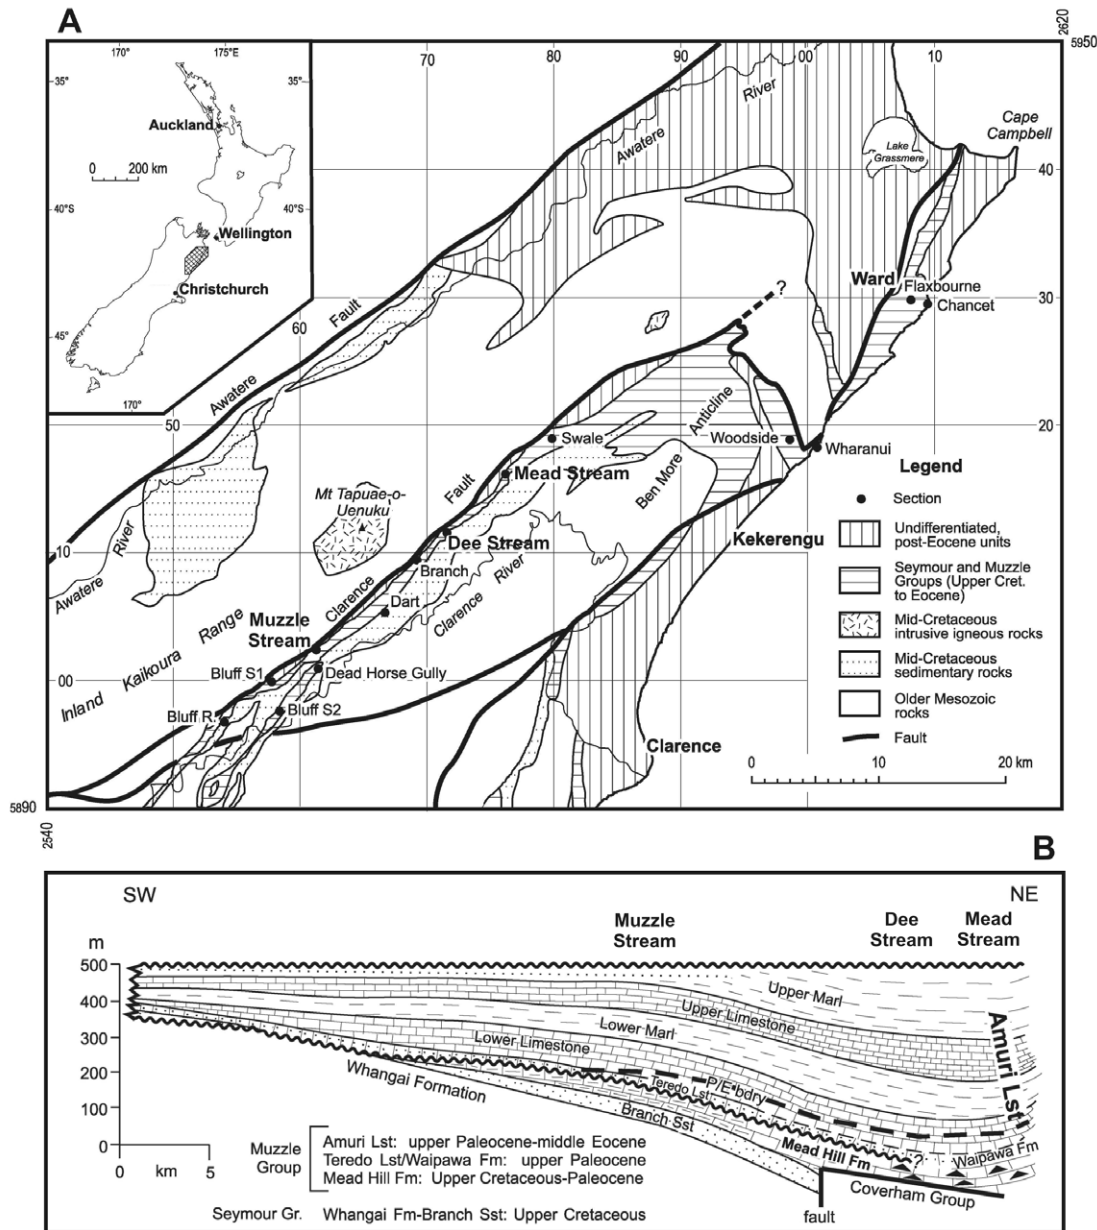 A
2620
5950
170°
175°E
35°
35°
Auckland
0 200 km
40°S
40°S
Wellington
Christchurch
45°
170°
70
80
90
00
10
River
Awatere
Lake
Grassmere
Cape
Campbell
40
Ward
Flaxbourne
Chancet
30
?
60
Fault
Awatere
50
20
Anticline
Swale
Woodside
Wharanui
Mead Stream
Ben More
Fault
Mt Tapuae-o-
Uenuku
Dee Stream
River
Branch
Kekerengu
10
River
Awatere
Clarence
Dart
Clarence
Range
Muzzle
Stream
Kaikoura
Bluff S1
Dead Horse Gully
00
Inland
Bluff R.
Bluff S2
Clarence
Legend
Section
Undifferentiated,
post-Eocene units
Seymour and Muzzle
Groups (Upper Cret.
to Eocene)
Mid-Cretaceous
intrusive igneous rocks
Mid-Cretaceous
sedimentary rocks
Older Mesozoic
rocks
Fault
0 10 20 km
5890
2540
B
SW
NE
Muzzle
Stream
Dee
Stream
Mead
Stream
m
500
400
300
200
100
0
Upper Marl
Upper Limestone
Lower Marl
Lower Limestone
Amuri Lst
P/E bdry
Teredo Lst
Whangai Formation
Branch Sst
Mead Hill Fm
?
Waipawa Fm
Coverham Group
fault
0 km 5
Muzzle
Group
Amuri Lst: upper Paleocene-middle Eocene
Teredo Lst/Waipawa Fm: upper Paleocene
Mead Hill Fm: Upper Cretaceous-Paleocene
Seymour Gr. Whangai Fm-Branch Sst: Upper Cretaceous